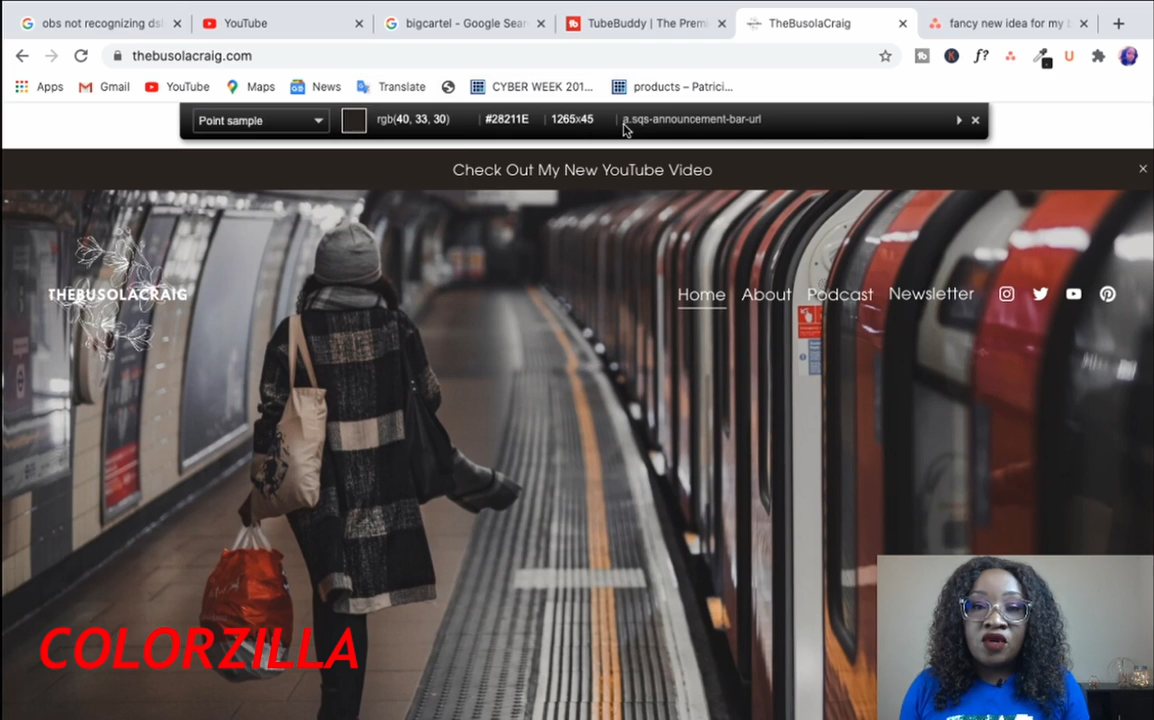 obs not recognizing dsl
YouTube
bigcartel - Google Sear
TubeBuddy | The Premi
TheBusolaCraig
fancy new idea for my b
thebusolacraig.com
f?
Apps
Gmail
YouTube
Maps
News
Translate
CYBER WEEK 201...
products – Patrici...
Point sample
rgb(40, 33, 30)
| #28211E
| 1265x45
| a.sqs-announcement-bar-url
Check Out My New YouTube Video
THEBUSOLACRAIG
Home
About
Podcast
Newsletter
COLORZILLA